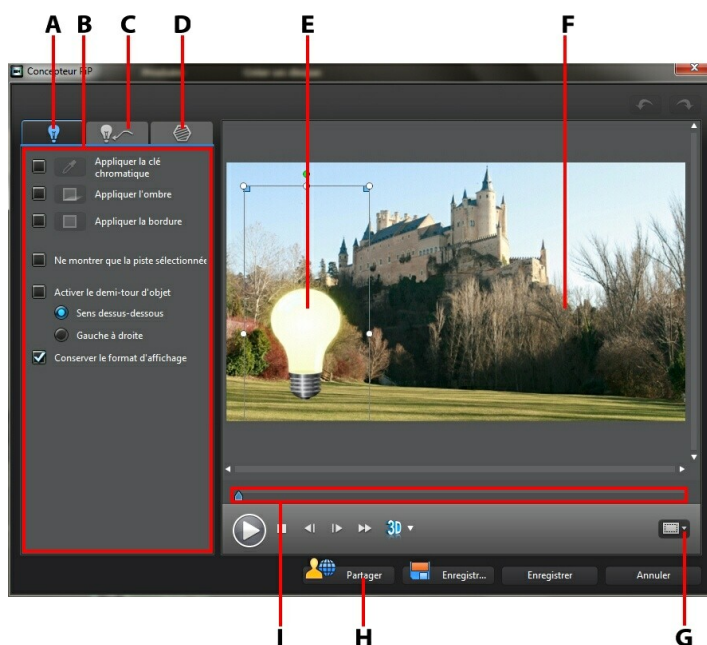 A B C D E F
Concepteur PiP
Appliquer la clé
chromatique
Appliquer l'ombre
Appliquer la bordure
Ne montrer que la piste sélectionnée
Activer le demi-tour d'objet
Sens dessus-dessous
Gauche à droite
Conserver le format d'affichage
3D
Partager Enregistr... Enregistrer Annuler
I H G